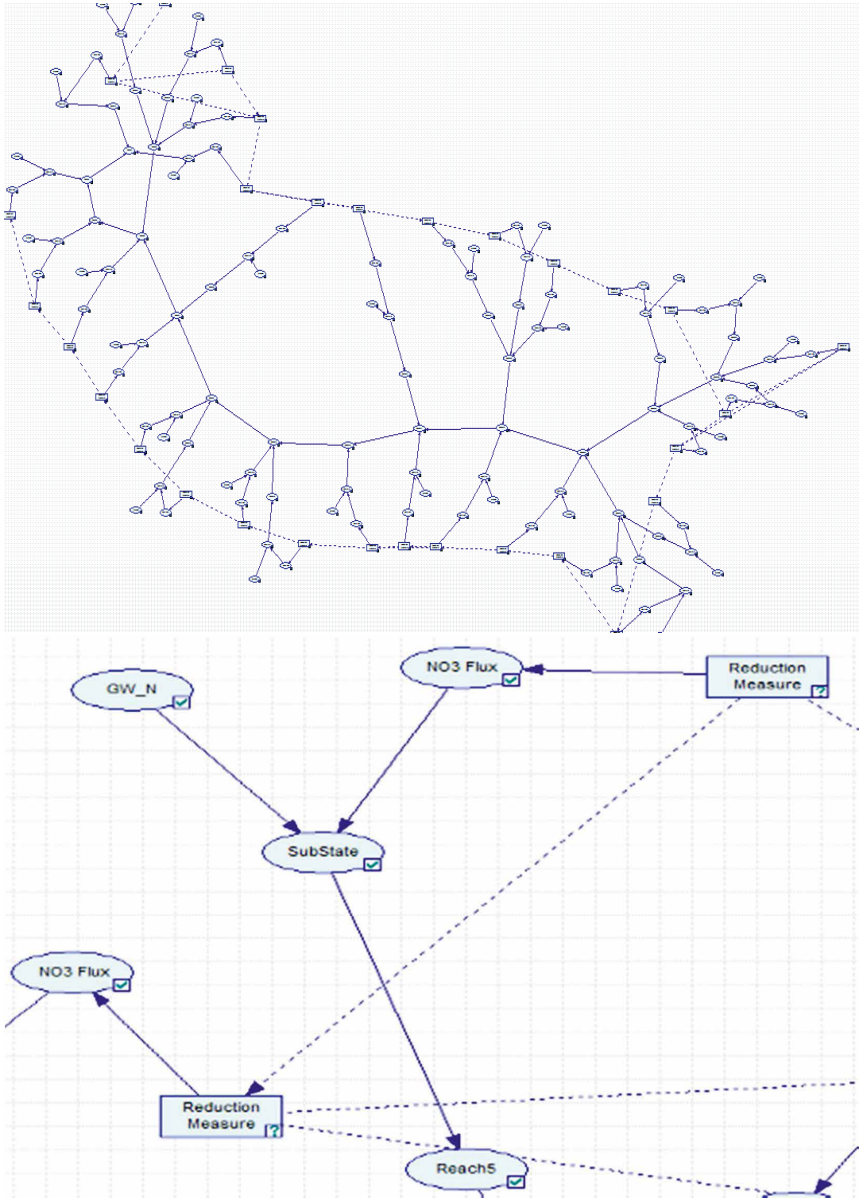 GW_N
NO3 Flux
Reduction
Measure
SubState
NO3 Flux
Reduction
Measure
Reach5